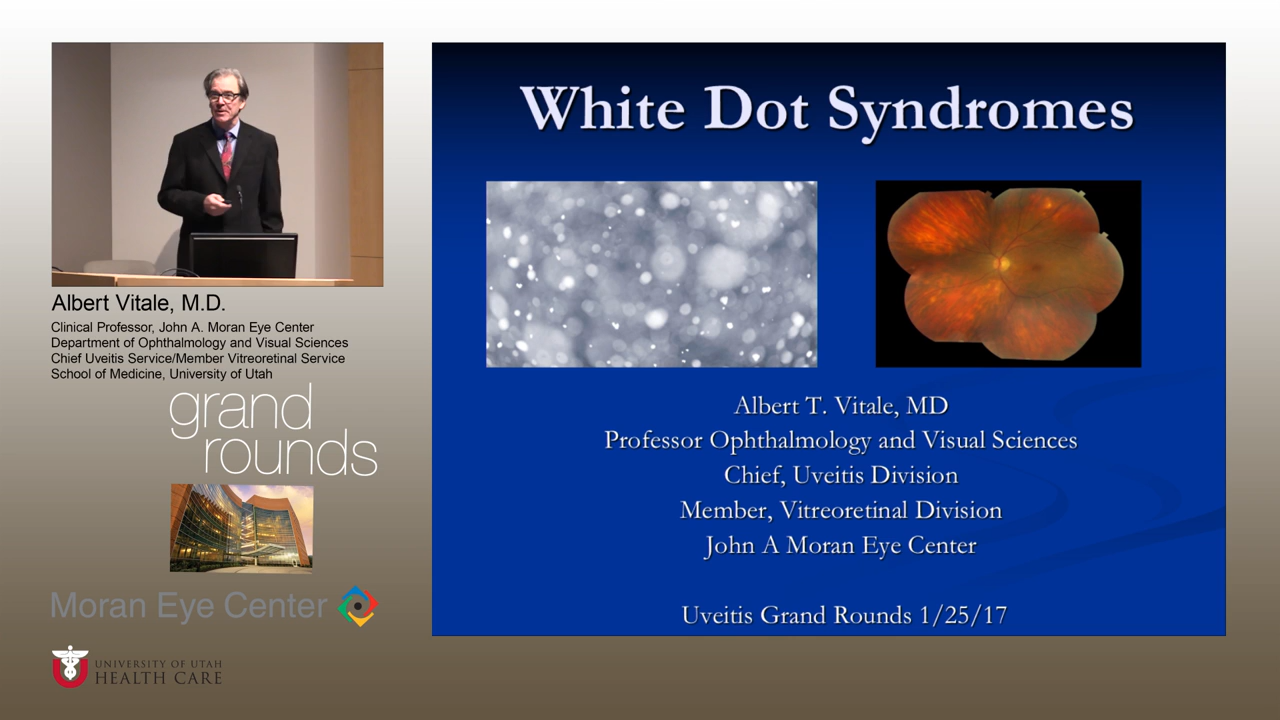 Albert Vitale, M.D.
Clinical Professor, John A. Moran Eye Center
Department of Ophthalmology and Visual Sciences
Chief Uveitis Service/Member Vitreoretinal Service
School of Medicine, University of Utah
grand
rounds
Moran Eye Center
UNIVERSITY OF UTAH
HEALTH CARE
White Dot Syndromes
Albert T. Vitale, MD
Professor Ophthalmology and Visual Sciences
Chief, Uveitis Division
Member, Vitreoretinal Division
John A Moran Eye Center
Uveitis Grand Rounds 1/25/17